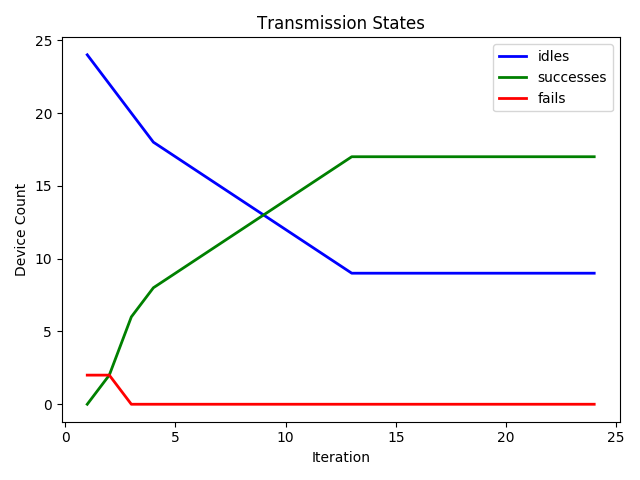 Transmission States
25
20
15
10
5
0
Device Count
idles
successes
fails
0 5 10 15 20 25
Iteration